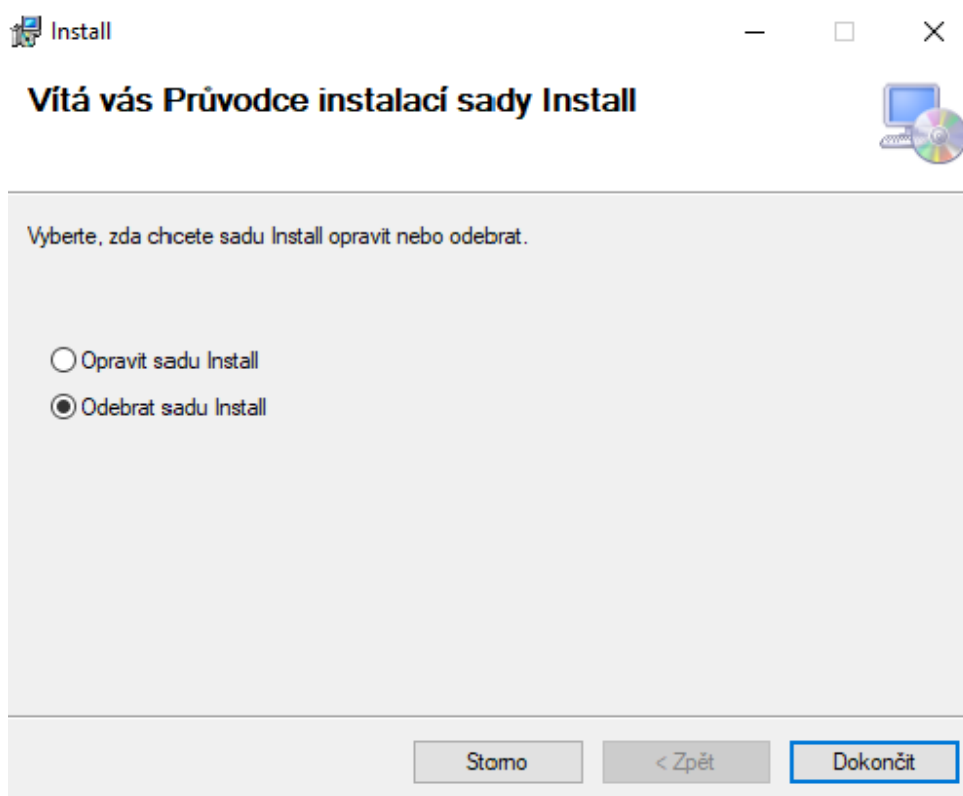 Install
Vítá vás Průvodce instalací sady Install
Vyberte, zda chcete sadu Install opravit nebo odebrat.
Opravit sadu Install
Odebrat sadu Install
Storno
< Zpět
Dokončit